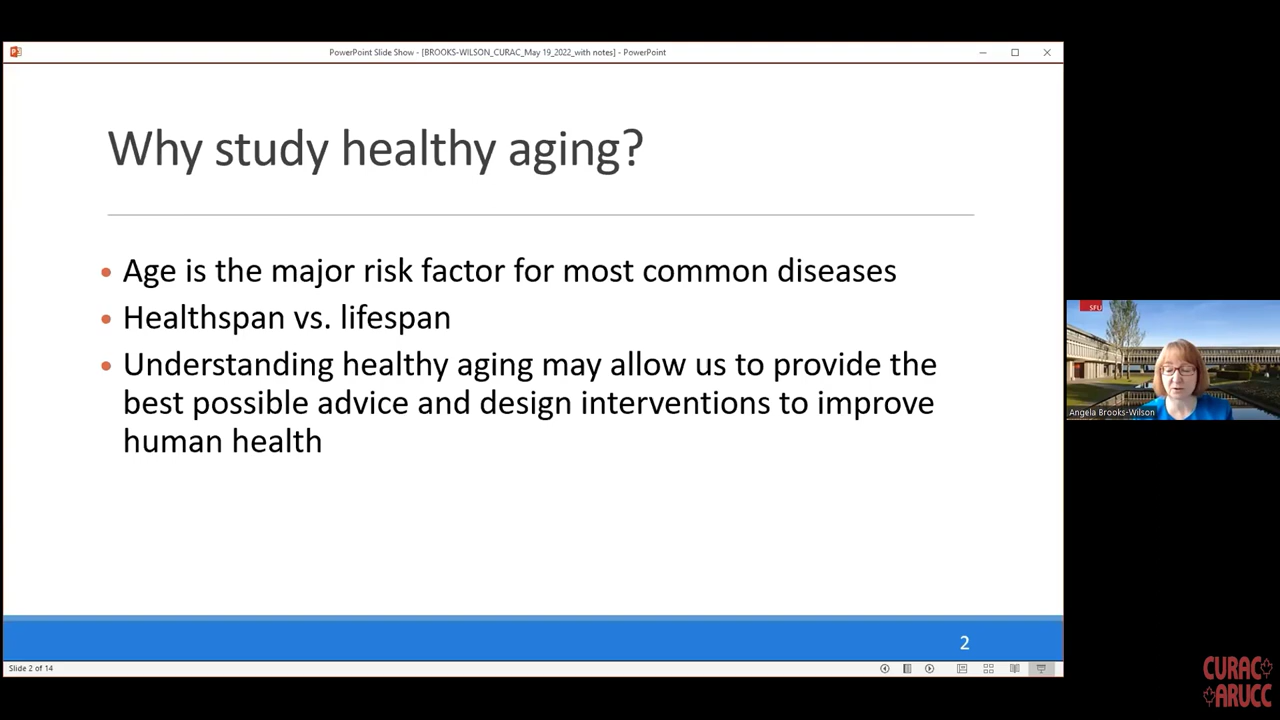 PowerPoint Slide Show - [BROOKS-WILSON_CURAC_May 19_2022_with notes] - PowerPoint
Why study healthy aging?
• Age is the major risk factor for most common diseases
• Healthspan vs. lifespan
• Understanding healthy aging may allow us to provide the
best possible advice and design interventions to improve
human health
2
Slide 2 of 14
SFU
Angela Brooks-Wilson
CURAC
ARUCC